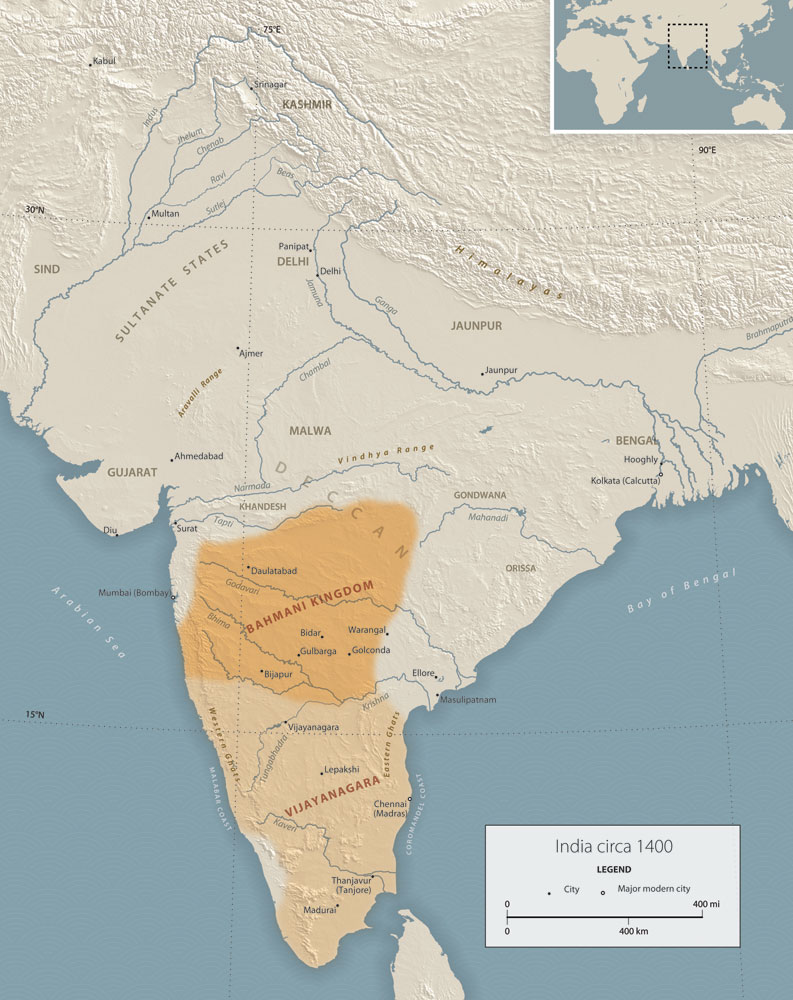 75°E
Kabul
Srinagar
KASHMIR
Indus
Jhelum
Chenab
90°E
Ravi
Beas
30°N
Multan
Sutlej
Panipat
DELHI
Delhi
Himalayas
SIND
SULTANATE STATES
Jamuna
Ganga
JAUNPUR
Brahmaputra
Ajmer
Chambal
Jaunpur
Aravalli Range
MALWA
Vindhya Range
BENGAL
Ahmedabad
Hooghly
GUJARAT
Kolkata (Calcutta)
DECCAN
Narmada
KHANDESH
GONDWANA
Tapti
Mahanadi
Diu
Surat
Daulatabad
ORISSA
Godavari
Mumbai (Bombay)
BAHMANI KINGDOM
Arabian Sea
Bay of Bengal
Bhima
Bidar
Warangal
Gulbarga
Golconda
Bijapur
Ellore
Krishna
Masulipatnam
15°N
Western Ghats
Vijayanagara
Eastern Ghats
Tungabhadra
Lepakshi
MALABAR COAST
VIJAYANAGARA
Chennai
(Madras)
COROMANDEL COAST
Kaveri
Thanjavur
(Tanjore)
Madurai
India circa 1400
LEGEND
City
Major modern city
0
400 mi
0
400 km